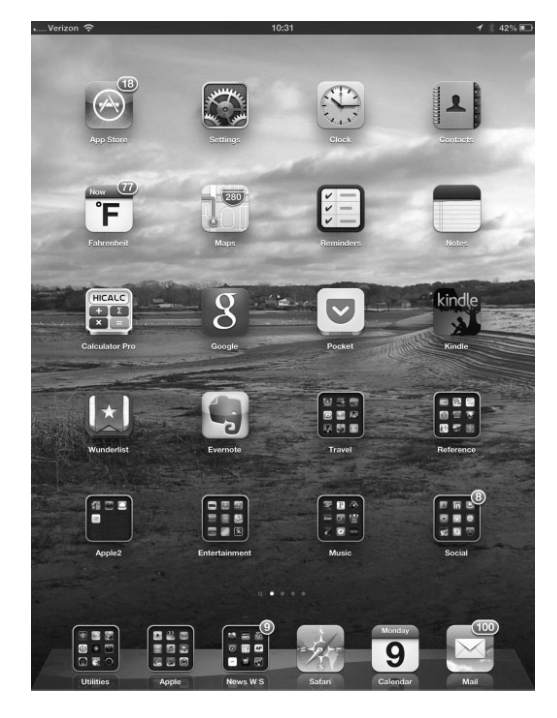 Verizon 10:31 42%
18
App Store Settings Clock Contacts
Now 77 280
°F
Fahrenheit Maps Reminders Notes
HICALC
+ Σ
× =
g
kindle
Calculator Pro Google Pocket Kindle
Wunderlist Evernote Travel Reference
8
Apple2 Entertainment Music Social
9 Monday 100
9
Utilities Apple News W S Safari Calendar Mail